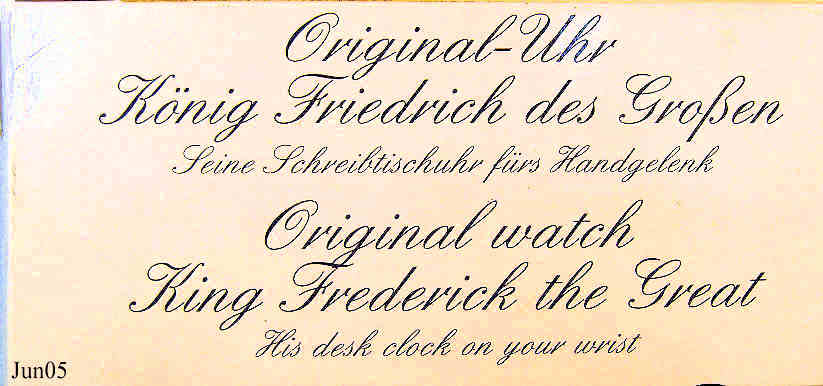 Original-Uhr
König Friedrich des Großen
Seine Schreibtischuhr fürs Handgelenk
Original watch
King Frederick the Great
His desk clock on your wrist
Jun05